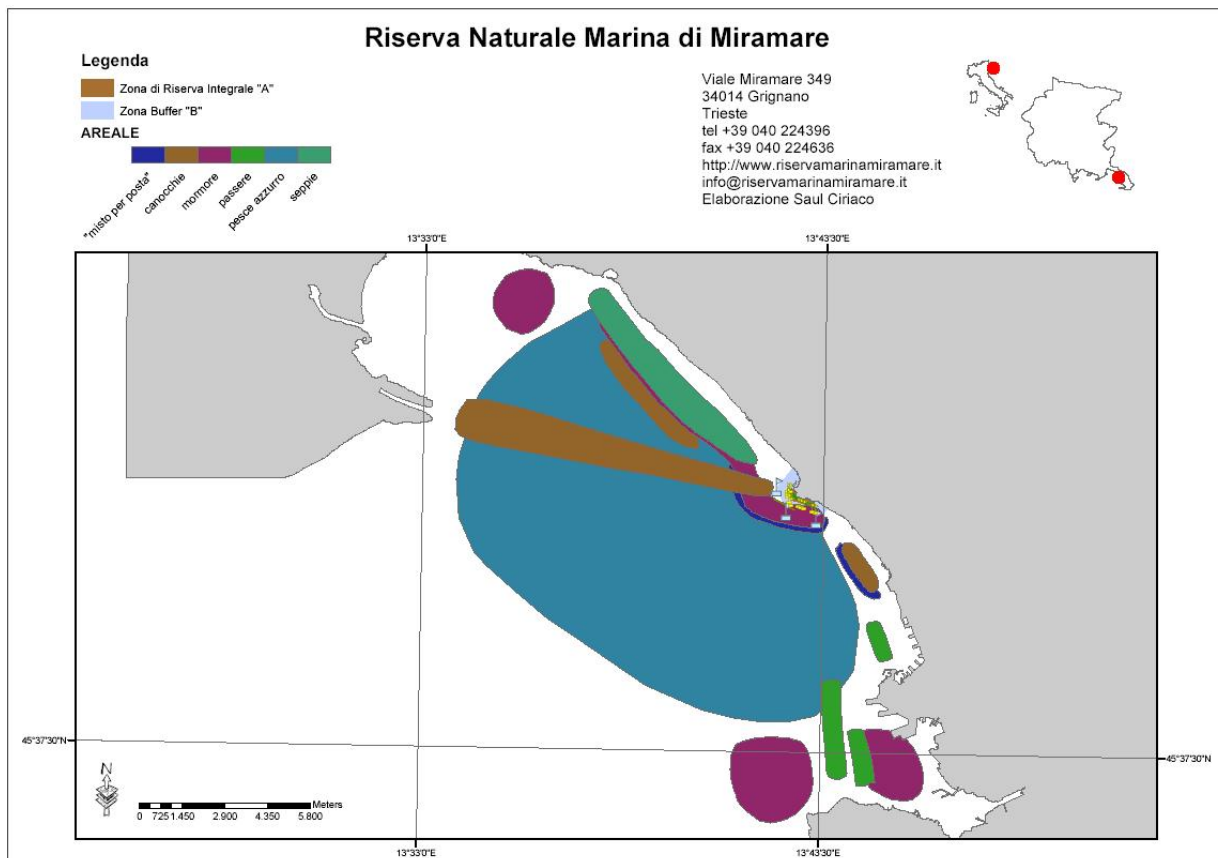 Riserva Naturale Marina di Miramare
Legenda
Zona di Riserva Integrale "A"
Zona Buffer "B"
AREALE
"misto per posta"
canocchie
mormore
passere
pesce azzurro
seppie
Viale Miramare 349
34014 Grignano
Trieste
tel +39 040 224396
fax +39 040 224636
http://www.riservamarinamiramare.it
info@riservamarinamiramare.it
Elaborazione Saul Ciriaco
13°33'0"E
13°43'30"E
45°37'30"N
45°37'30"N
N
Meters
0 725 1.450 2.900 4.350 5.800
13°33'0"E
13°43'30"E